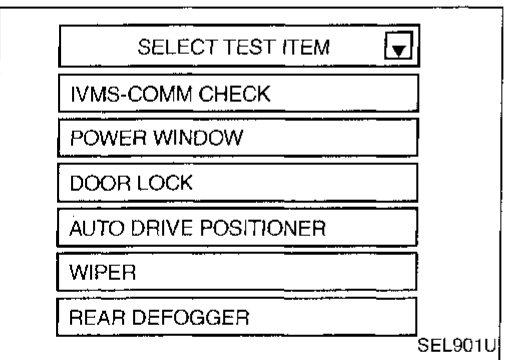 SELECT TEST ITEM
IVMS-COMM CHECK
POWER WINDOW
DOOR LOCK
AUTO DRIVE POSITIONER
WIPER
REAR DEFOGGER
SEL901U